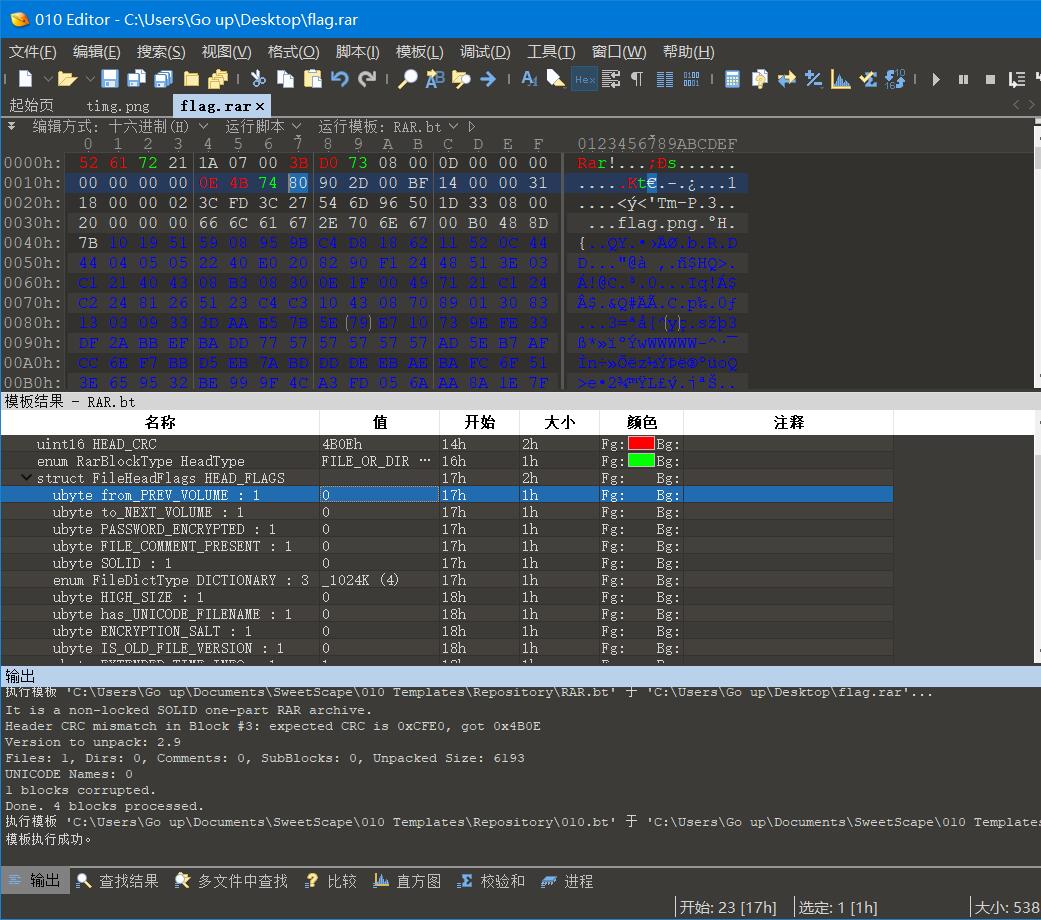 010 Editor - C:\Users\Go up\Desktop\flag.rar
文件(F) 编辑(E) 搜索(S) 视图(V) 格式(O) 脚本(I) 模板(L) 调试(D) 工具(T) 窗口(W) 帮助(H)
起始页 timg.png flag.rar ×
编辑方式: 十六进制(H) 运行脚本 运行模板: RAR.bt
0 1 2 3 4 5 6 7 8 9 A B C D E F 0123456789ABCDEF
0000h: 52 61 72 21 1A 07 00 3B D0 73 08 00 0D 00 00 00 Rar!...;Ðs......
0010h: 00 00 00 00 0E 4B 74 80 90 2D 00 BF 14 00 00 31 .....Kt€.-.¿...1
0020h: 18 00 00 02 3C FD 3C 27 54 6D 96 50 1D 33 08 00 ....<ý<'Tm–P.3..
0030h: 20 00 00 00 66 6C 61 67 2E 70 6E 67 00 B0 48 8D ...flag.png.°H.
0040h: 7B 10 19 51 59 08 95 9B C4 D8 18 62 11 52 0C 44 {..QY.•›ÄØ.b.R.D
0050h: 44 04 05 05 22 40 E0 20 82 90 F1 24 48 51 3E 03 D..."@à ‚.ñ$HQ>.
0060h: C1 21 40 43 08 B3 08 30 0E 1F 00 49 71 21 C1 24 Á!@C.³.0...Iq!Á$
0070h: C2 24 81 26 51 23 C4 C3 10 43 08 70 89 01 30 83 Â$.&Q#ÄÃ.C.p‰.0ƒ
0080h: 13 03 09 33 3D AA E5 7B 5E 79 E7 10 73 9E FE 33 ...3=ªå{^yç.sžþ3
0090h: DF 2A BB EF BA DD 77 57 57 57 57 57 AD 5E B7 AF ß*»ïºÝwWWWWW-^·¯
00A0h: CC 6E F7 BB D5 EB 7A BD DD DE EB AE BA FC 6F 51 Ìn÷»Õëz½ÝÞë®ºüoQ
00B0h: 3E 65 95 32 BE 99 9F 4C A3 FD 05 6A AA 8A 1E 7F >e•2¾™ŸL£ý.jªŠ..
模板结果 - RAR.bt
名称 值 开始 大小 颜色 注释
uint16 HEAD_CRC 4B0Eh 14h 2h Fg: Bg:
enum RarBlockType HeadType FILE_OR_DIR ··· 16h 1h Fg: Bg:
struct FileHeadFlags HEAD_FLAGS 17h 2h Fg: Bg:
ubyte from_PREV_VOLUME : 1 0 17h 1h Fg: Bg:
ubyte to_NEXT_VOLUME : 1 0 17h 1h Fg: Bg:
ubyte PASSWORD_ENCRYPTED : 1 0 17h 1h Fg: Bg:
ubyte FILE_COMMENT_PRESENT : 1 0 17h 1h Fg: Bg:
ubyte SOLID : 1 0 17h 1h Fg: Bg:
enum FileDictType DICTIONARY : 3 _1024K (4) 17h 1h Fg: Bg:
ubyte HIGH_SIZE : 1 0 18h 1h Fg: Bg:
ubyte has_UNICODE_FILENAME : 1 0 18h 1h Fg: Bg:
ubyte ENCRYPTION_SALT : 1 0 18h 1h Fg: Bg:
ubyte IS_OLD_FILE_VERSION : 1 0 18h 1h Fg: Bg:
输出
执行模板 'C:\Users\Go up\Documents\SweetScape\010 Templates\Repository\RAR.bt' 于 'C:\Users\Go up\Desktop\flag.rar'...
It is a non-locked SOLID one-part RAR archive.
Header CRC mismatch in Block #3: expected CRC is 0xCFE0, got 0x4B0E
Version to unpack: 2.9
Files: 1, Dirs: 0, Comments: 0, SubBlocks: 0, Unpacked Size: 6193
UNICODE Names: 0
1 blocks corrupted.
Done. 4 blocks processed.
执行模板 'C:\Users\Go up\Documents\SweetScape\010 Templates\Repository\010.bt' 于 'C:\Users\Go up\Documents\SweetScape\010 Templates
模板执行成功。
输出 查找结果 多文件中查找 比较 直方图 校验和 进程
开始: 23 [17h] 选定: 1 [1h] 大小: 538